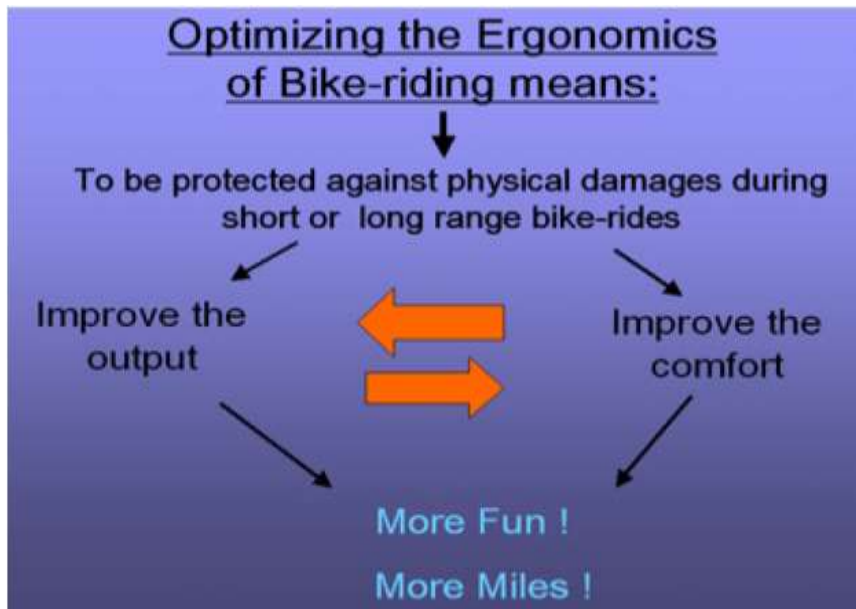 Optimizing the Ergonomics
of Bike-riding means:
To be protected against physical damages during
short or long range bike-rides
Improve the
output
Improve the
comfort
More Fun !
More Miles !